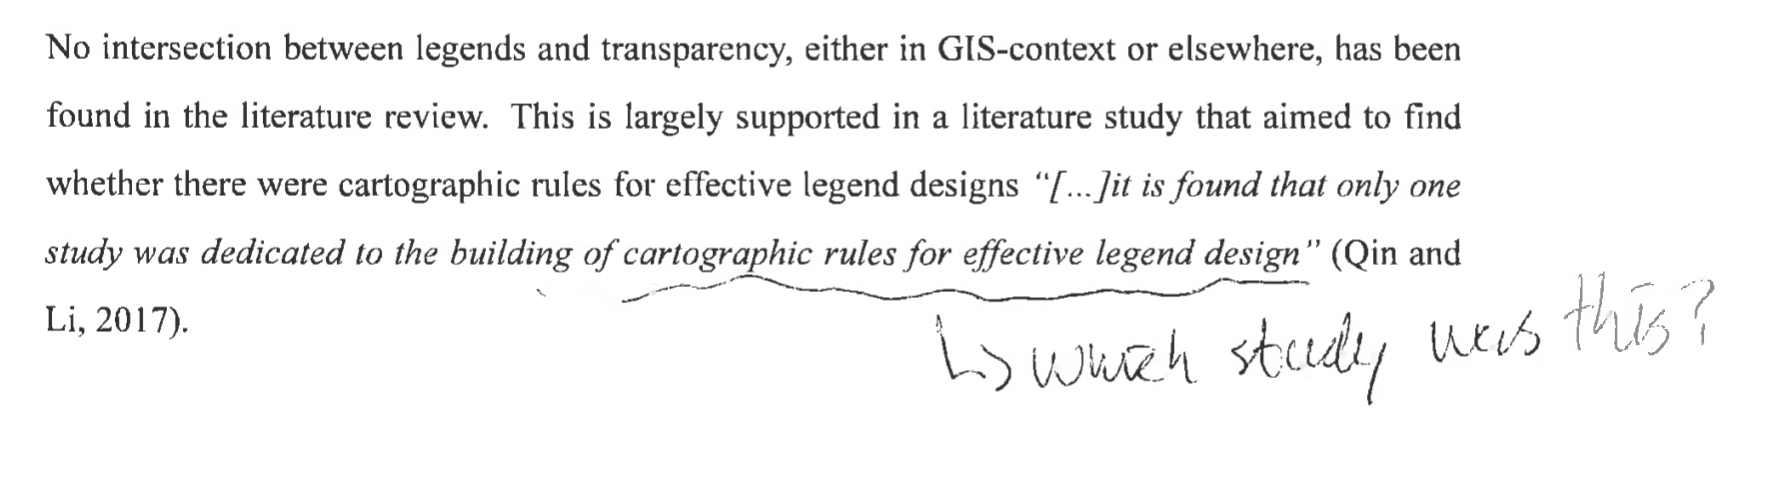 No intersection between legends and transparency, either in GIS-context or elsewhere, has been
found in the literature review. This is largely supported in a literature study that aimed to find
whether there were cartographic rules for effective legend designs “[...]it is found that only one
study was dedicated to the building of cartographic rules for effective legend design” (Qin and
Li, 2017).
↳ which study was this?